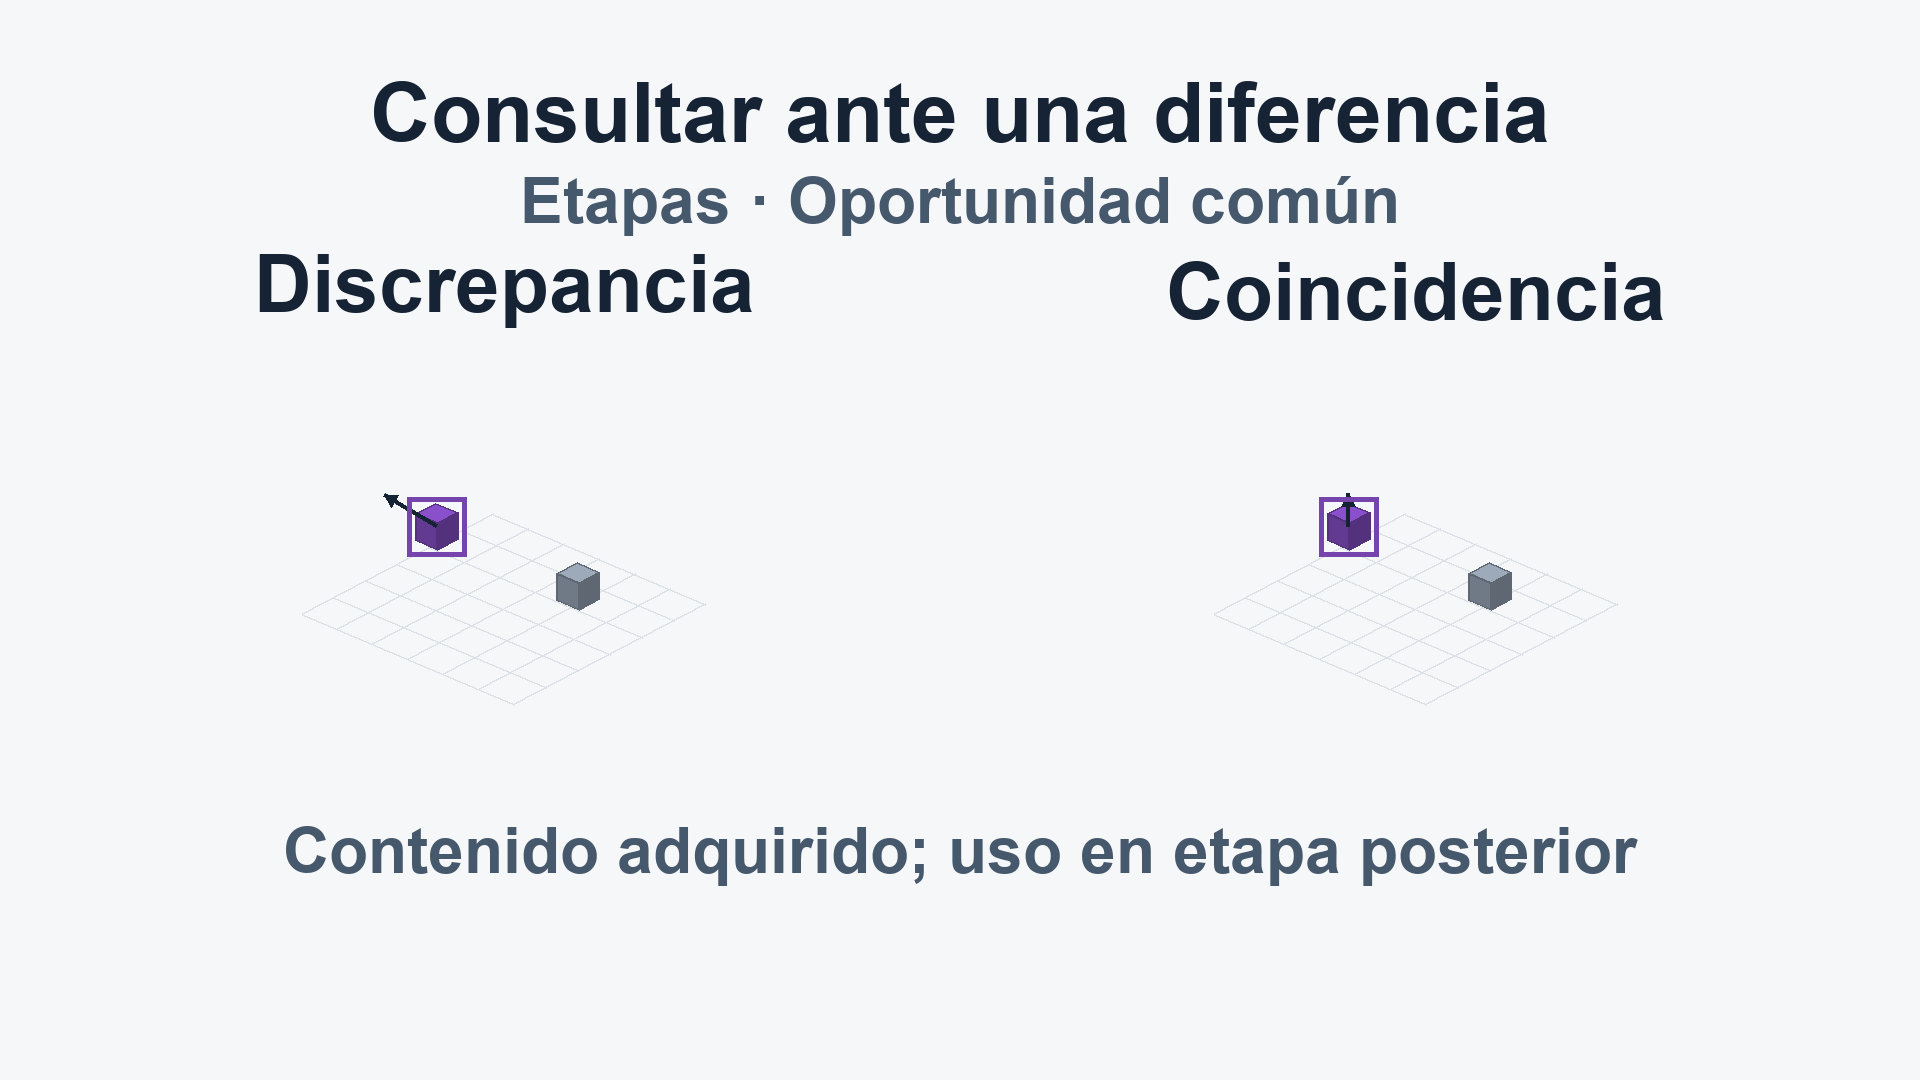 Consultar ante una diferencia
Etapas · Oportunidad común
Discrepancia
Coincidencia
Contenido adquirido; uso en etapa posterior